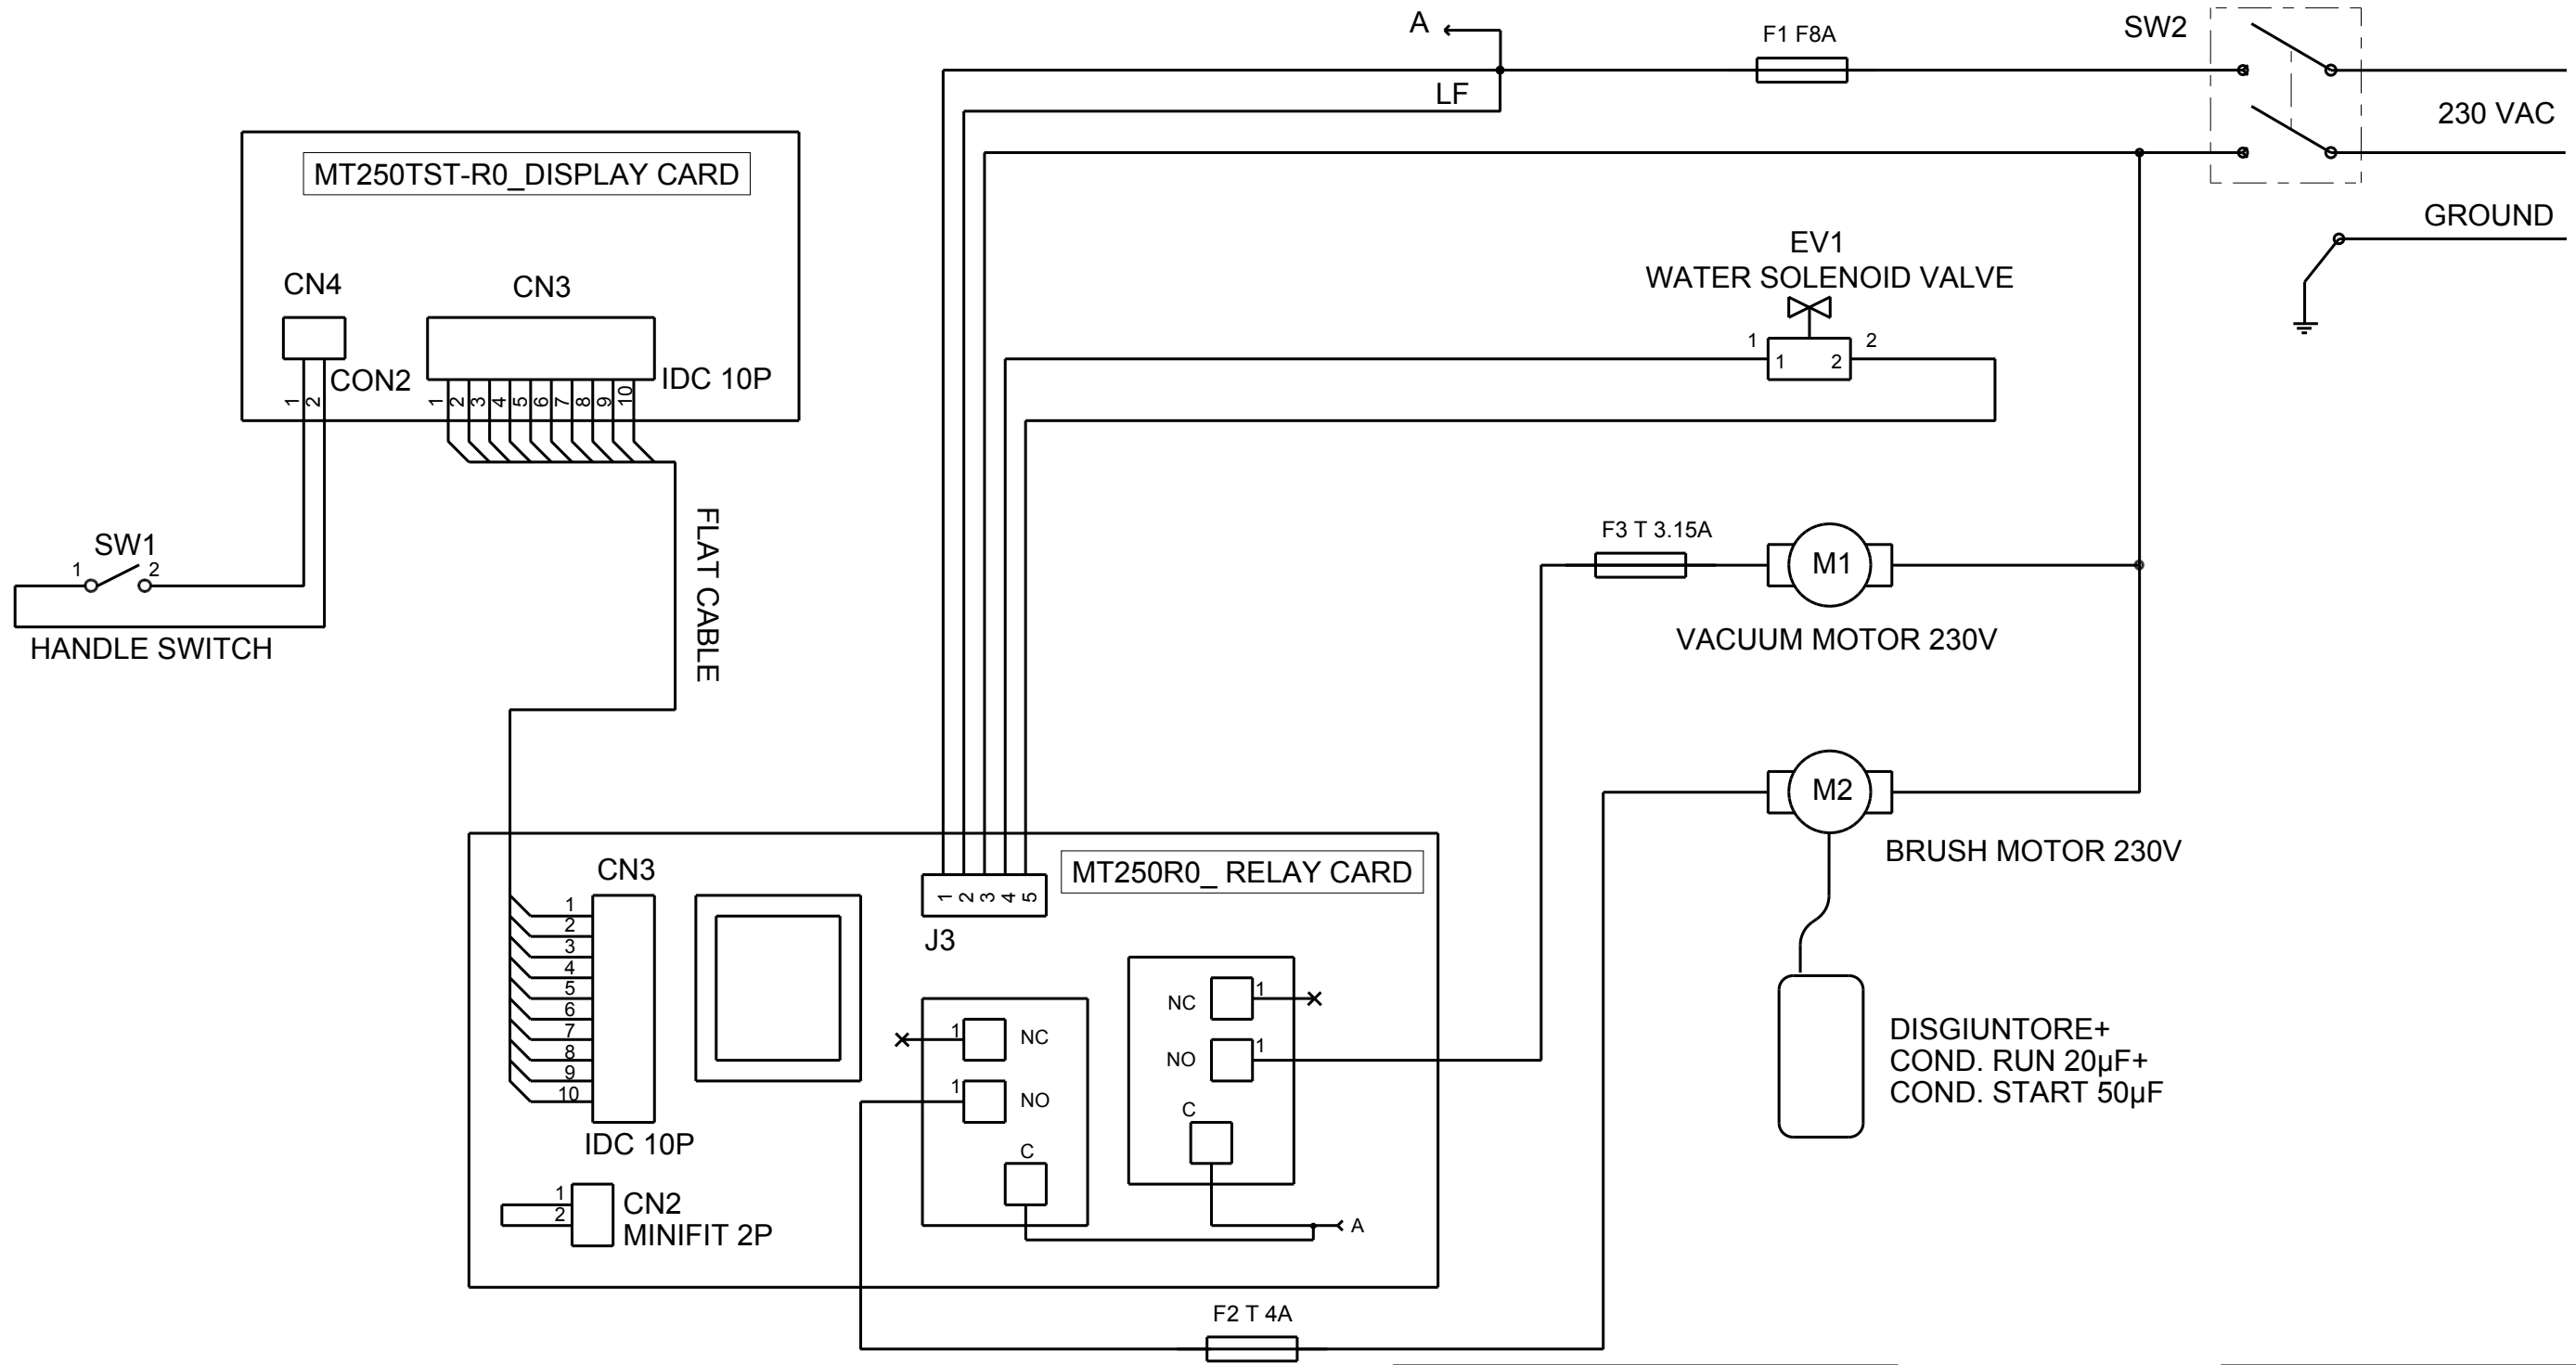 A
F1 F8A
SW2
LF
230 VAC
MT250TST-R0_DISPLAY CARD
GROUND
EV1
WATER SOLENOID VALVE
CN4
CN3
1
2
1 2
CON2
IDC 10P
1 2
1 2 3 4 5 6 7 8 9 10
FLAT CABLE
F3 T 3.15A
SW1
1 2
M1
HANDLE SWITCH
VACUUM MOTOR 230V
M2
BRUSH MOTOR 230V
CN3
MT250R0_ RELAY CARD
1 2 3 4 5
J3
1
2
3
4
5
6
7
8
9
10
IDC 10P
NC
1
NO
1
C
1
NC
1
NO
C
A
DISGIUNTORE+
COND. RUN 20µF+
COND. START 50µF
1
2
CN2
MINIFIT 2P
F2 T 4A